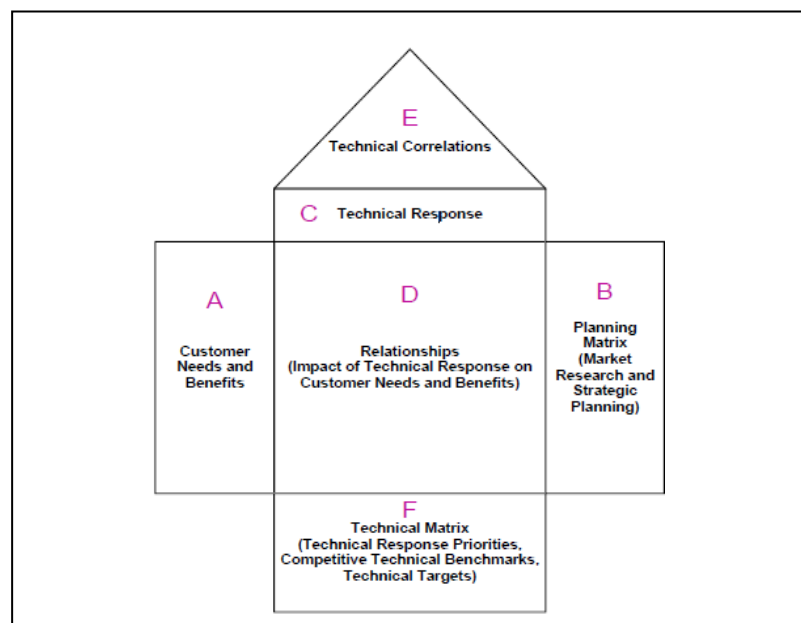 E
Technical Correlations
C Technical Response
A
Customer
Needs and
Benefits
D
Relationships
(Impact of Technical Response on
Customer Needs and Benefits)
B
Planning
Matrix
(Market
Research and
Strategic
Planning)
F
Technical Matrix
(Technical Response Priorities,
Competitive Technical Benchmarks,
Technical Targets)